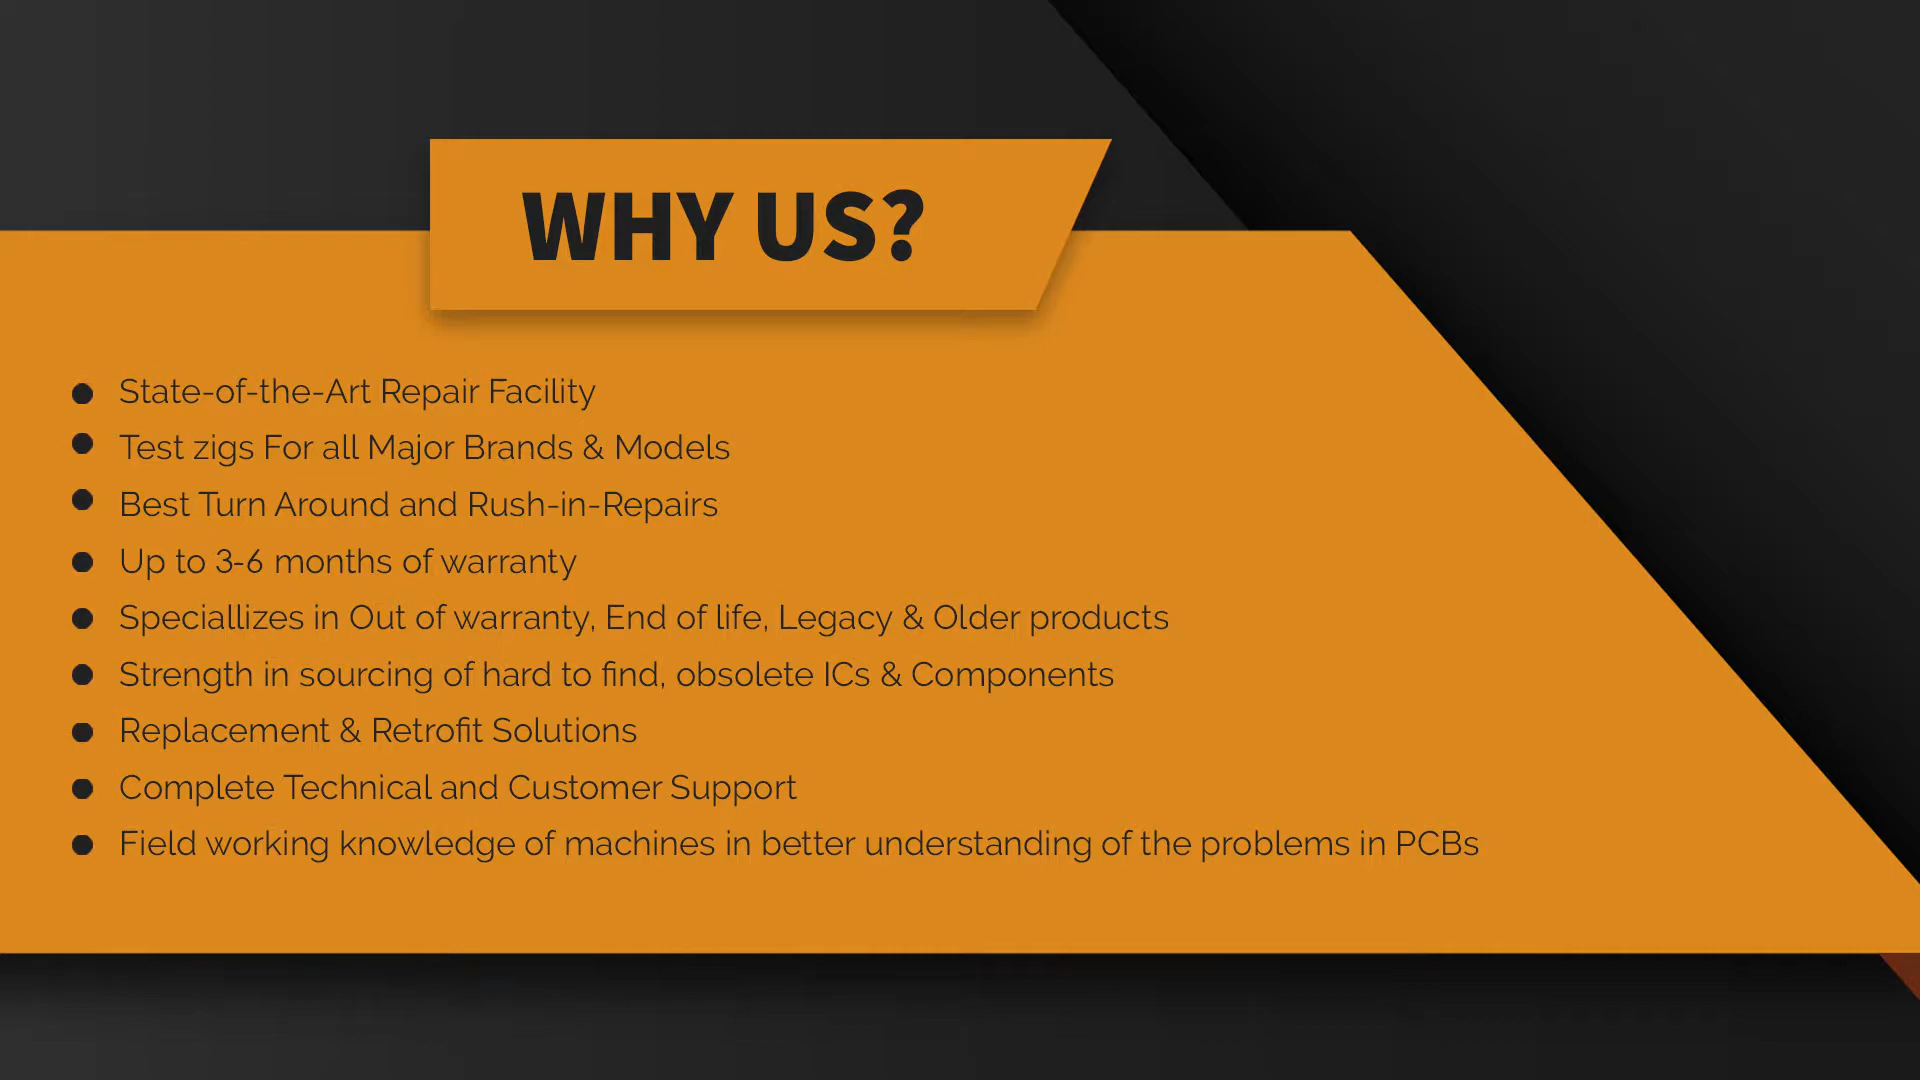 WHY US?
State-of-the-Art Repair Facility
Test zigs For all Major Brands & Models
Best Turn Around and Rush-in-Repairs
Up to 3-6 months of warranty
Speciallizes in Out of warranty, End of life, Legacy & Older products
Strength in sourcing of hard to find, obsolete ICs & Components
Replacement & Retrofit Solutions
Complete Technical and Customer Support
Field working knowledge of machines in better understanding of the problems in PCBs